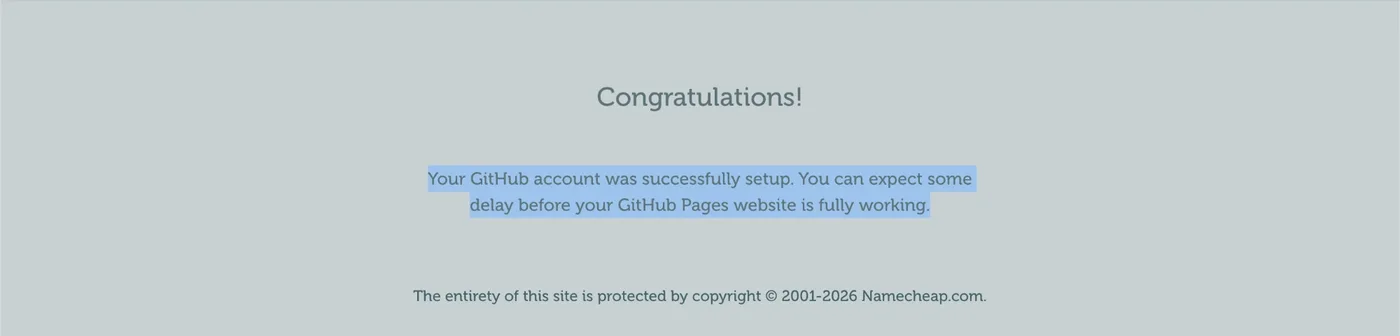 Congratulations!
Your GitHub account was successfully setup. You can expect some
delay before your GitHub Pages website is fully working.
The entirety of this site is protected by copyright © 2001-2026 Namecheap.com.